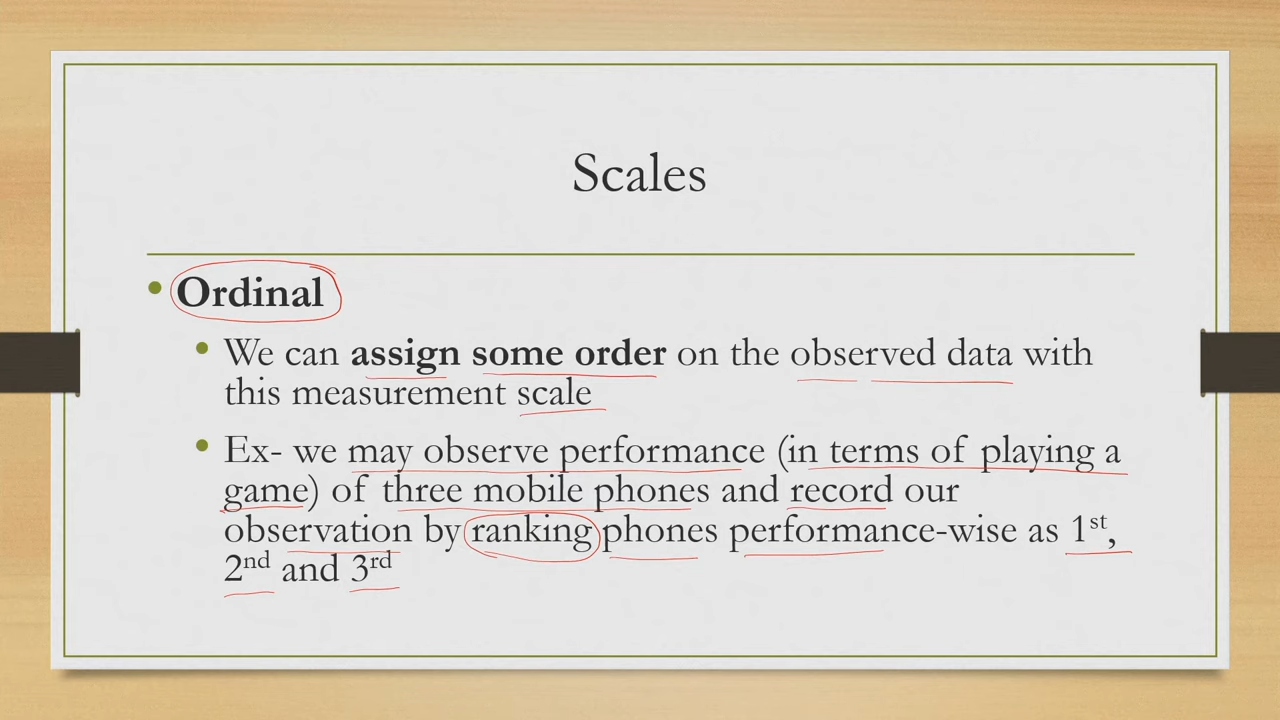 Scales
• Ordinal
• We can assign some order on the observed data with
this measurement scale
• Ex- we may observe performance (in terms of playing a
game) of three mobile phones and record our
observation by ranking phones performance-wise as 1st,
2nd and 3rd